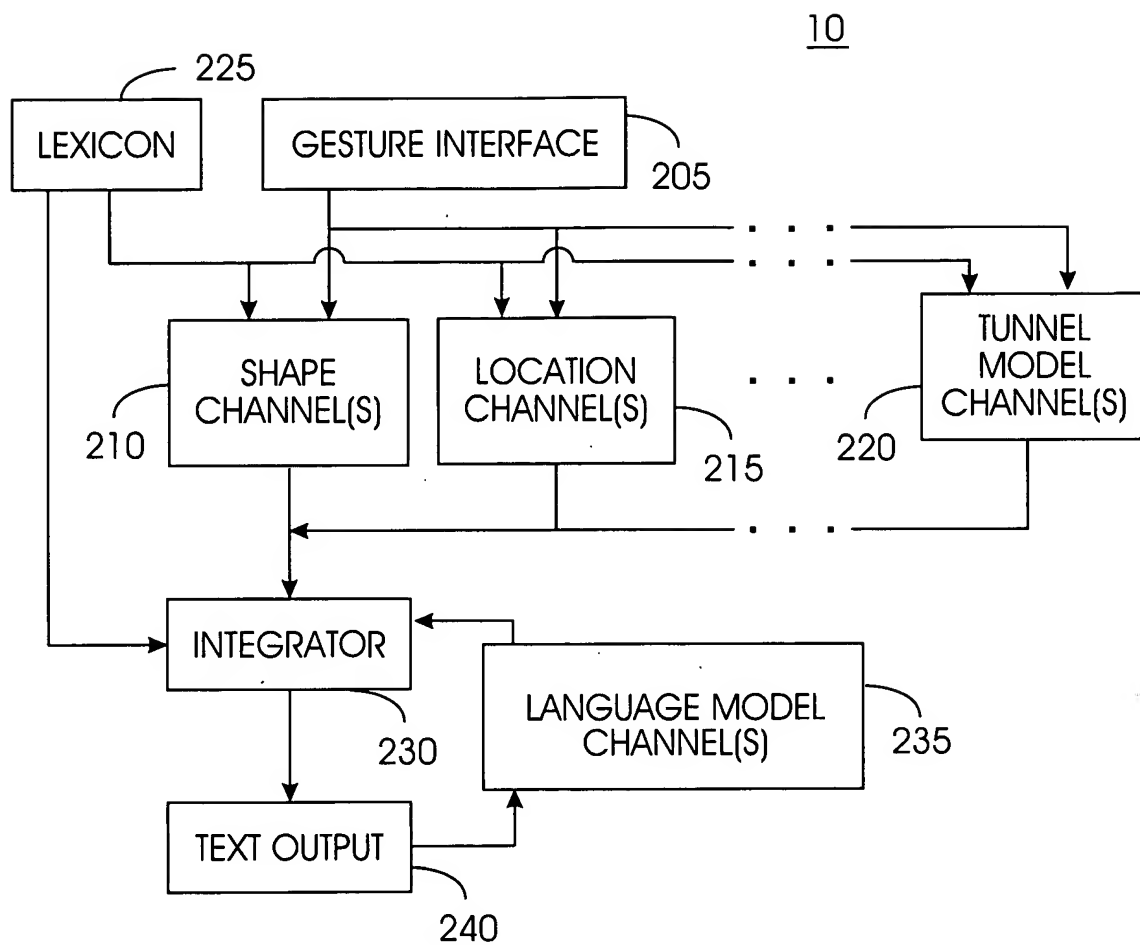 10
225
LEXICON
GESTURE INTERFACE
205
. . .
. . .
SHAPE
CHANNEL(S)
210
LOCATION
CHANNEL(S)
215
. . .
TUNNEL
MODEL
CHANNEL(S)
220
. . .
INTEGRATOR
230
LANGUAGE MODEL
CHANNEL(S)
235
TEXT OUTPUT
240